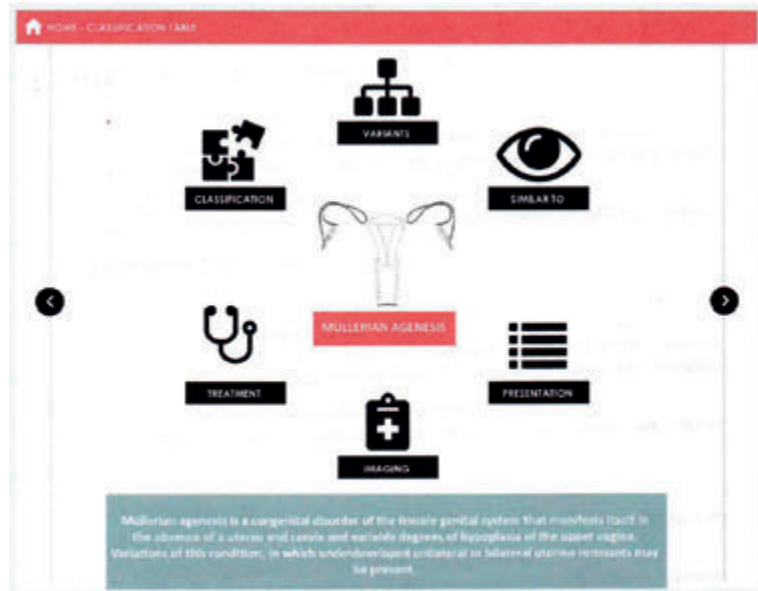 HOME - CLASSIFICATION TABLE
VARIANTS
CLASSIFICATION
SIMILAR TO
MÜLLERIAN AGENESIS
TREATMENT
PRESENTATION
IMAGING
Müllerian agenesis is a congenital disorder of the female genital system that manifests itself in
the absence of a uterus and cervix and variable degrees of hypoplasia of the upper vagina.
Variations of this condition, in which underdeveloped unilateral or bilateral uterine remnants may
be present